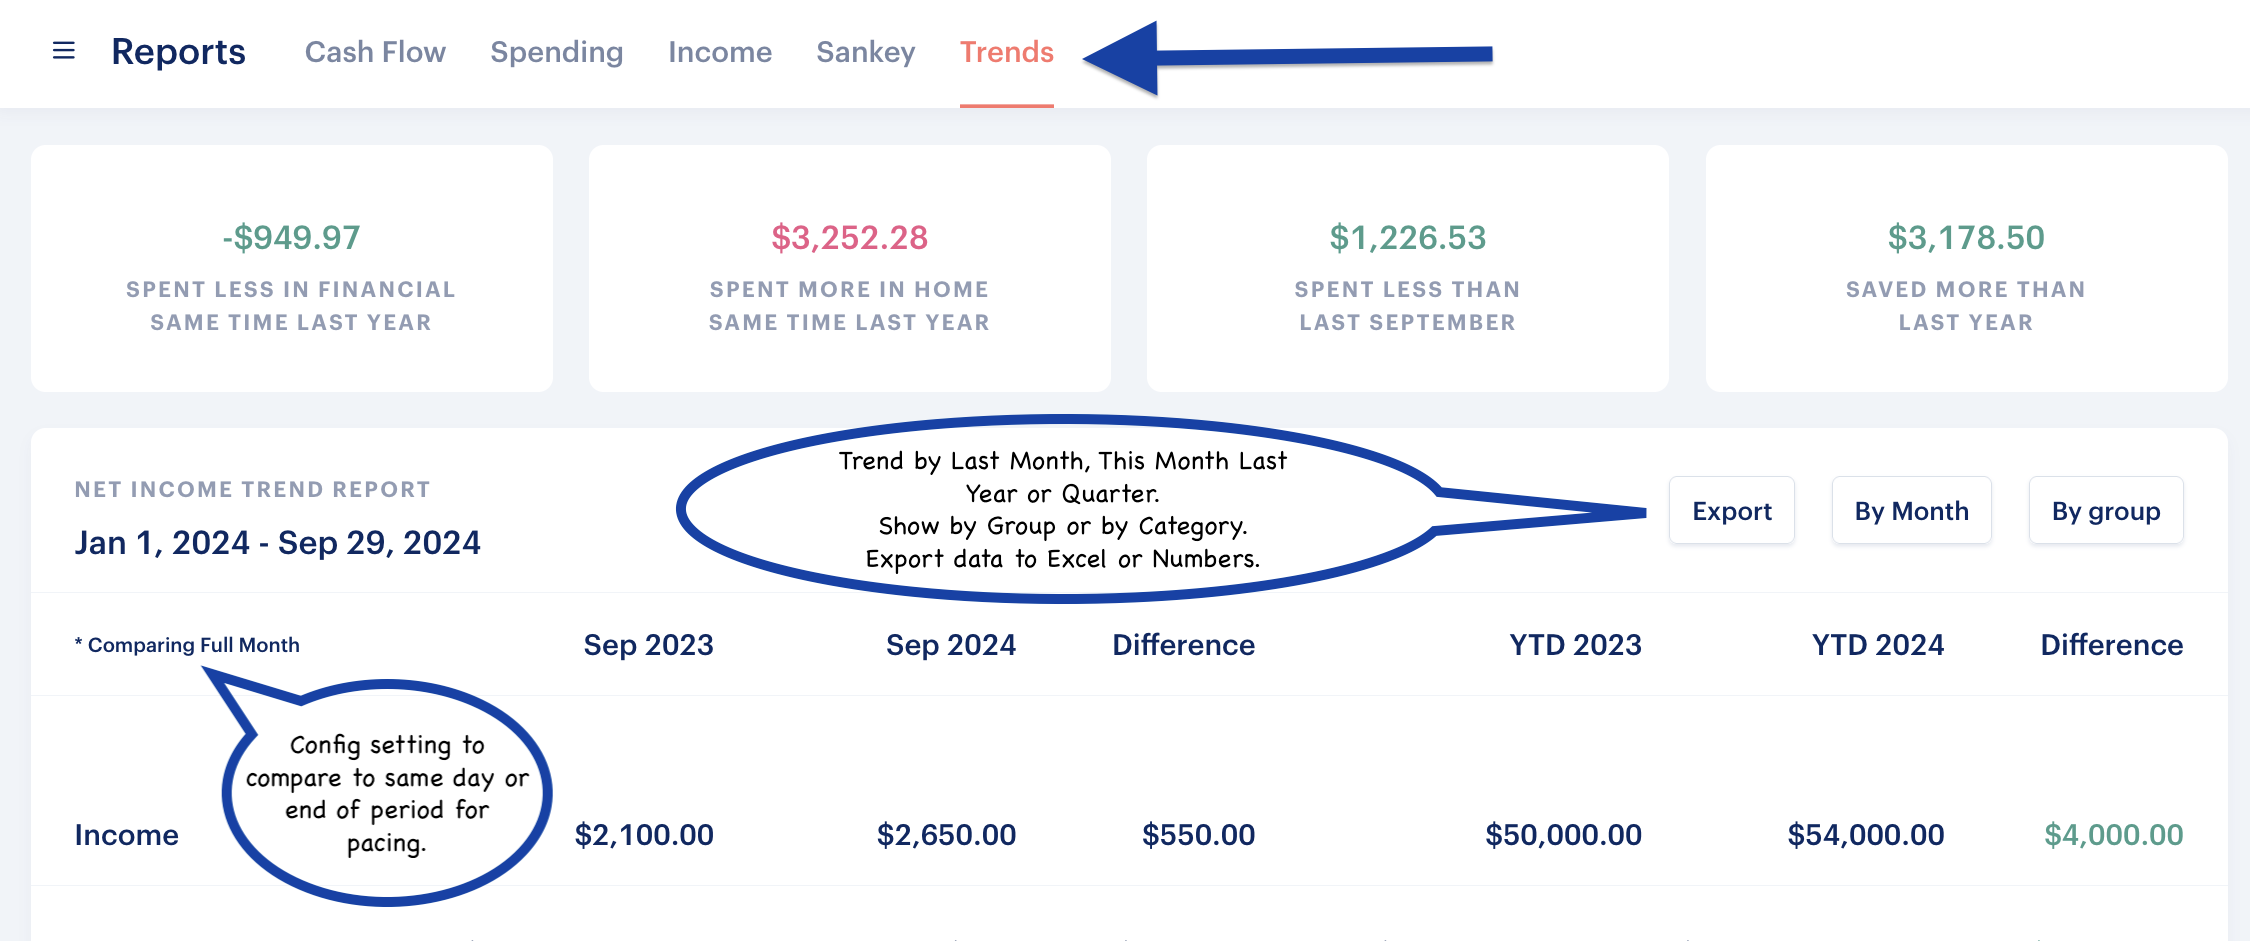 Reports Cash Flow Spending Income Sankey Trends
-$949.97
SPENT LESS IN FINANCIAL
SAME TIME LAST YEAR
$3,252.28
SPENT MORE IN HOME
SAME TIME LAST YEAR
$1,226.53
SPENT LESS THAN
LAST SEPTEMBER
$3,178.50
SAVED MORE THAN
LAST YEAR
NET INCOME TREND REPORT
Jan 1, 2024 - Sep 29, 2024
Trend by Last Month, This Month Last
Year or Quarter.
Show by Group or by Category.
Export data to Excel or Numbers.
Export By Month By group
* Comparing Full Month Sep 2023 Sep 2024 Difference YTD 2023 YTD 2024 Difference
Config setting to
compare to same day or
end of period for
pacing.
Income $2,100.00 $2,650.00 $550.00 $50,000.00 $54,000.00 $4,000.00